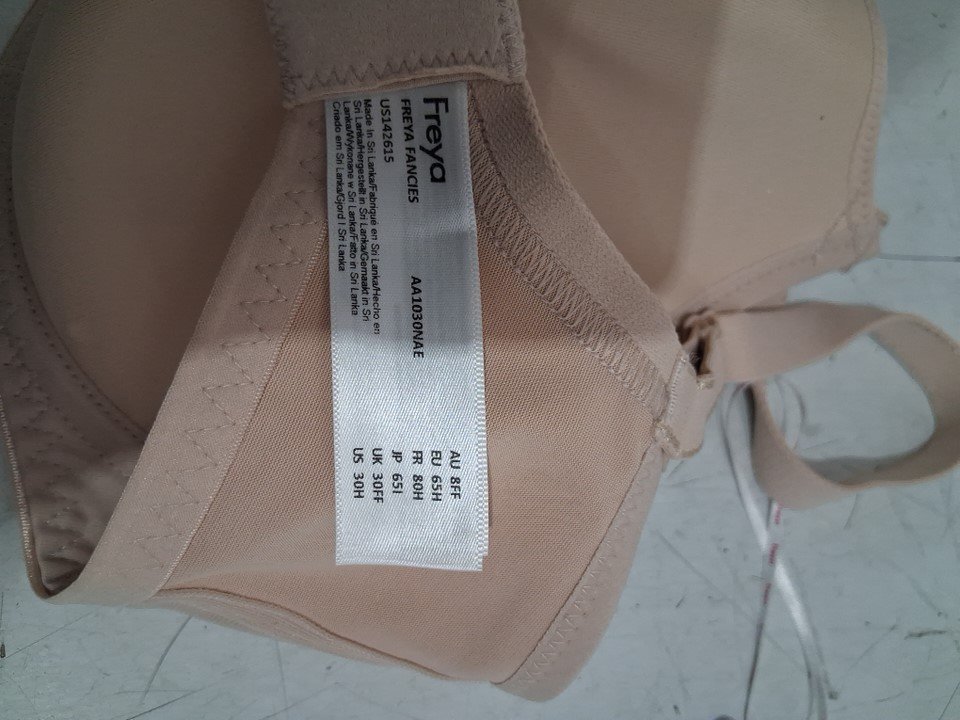 Freya
FREYA FANCIES AA1030NAE
US142615
Made In Sri Lanka/Fabriqué en Sri Lanka/Hecho en
Sri Lanka/Hergestellt in Sri Lanka/Gemaakt in Sri
Lanka/Wykonane w Sri Lanka/Fatto in Sri Lanka
Criado em Sri Lanka/Gjord I Sri Lanka
AU 8FF
EU 65H
FR 80H
JP 65I
UK 30FF
US 30H